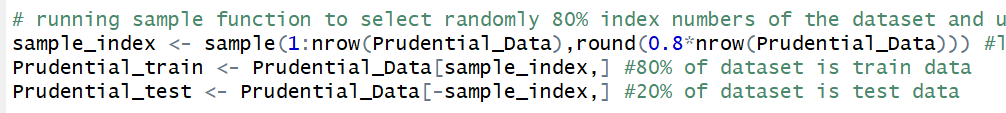 # running sample function to select randomly 80% index numbers of the dataset and
sample_index <- sample(1:nrow(Prudential_Data),round(0.8*nrow(Prudential_Data))) #
Prudential_train <- Prudential_Data[sample_index,] #80% of dataset is train data
Prudential_test <- Prudential_Data[-sample_index,] #20% of dataset is test data